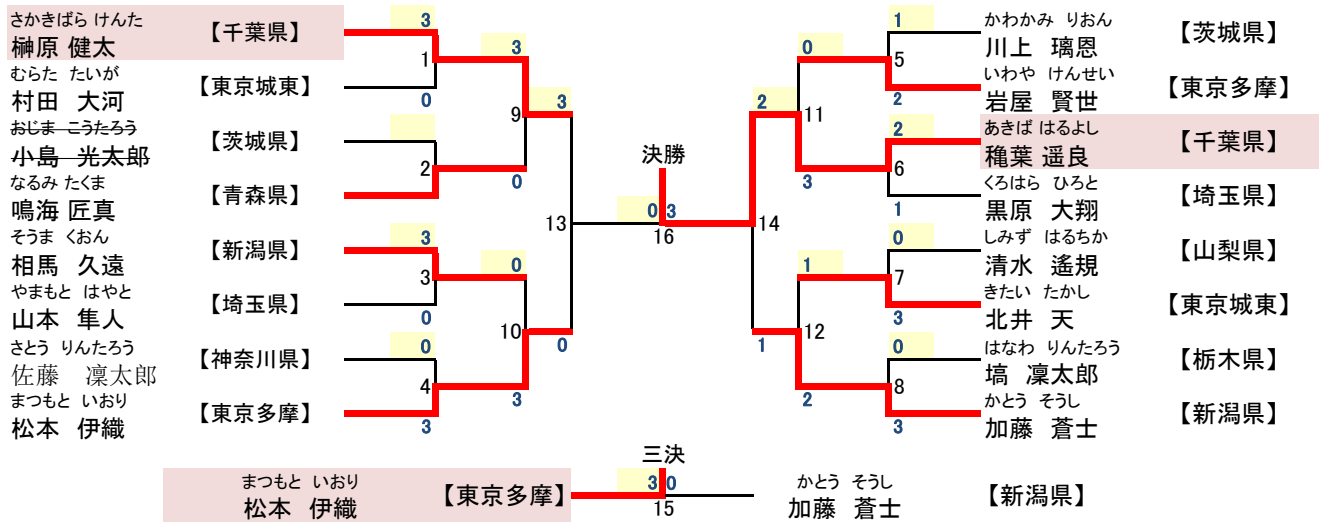 さかきばら けんた
榊原 健太
【千葉県】
むらた たいが
村田 大河
【東京城東】
おじま こうたろう
小島 光太郎
【茨城県】
なるみ たくま
鳴海 匠真
【青森県】
そうま くおん
相馬 久遠
【新潟県】
やまもと はやと
山本 隼人
【埼玉県】
さとう りんたろう
佐藤 凜太郎
【神奈川県】
まつもと いおり
松本 伊織
【東京多摩】
3
1
0
2
3
3
0
0
4
3
3
9
0
0
10
3
3
13
0
決勝
0 3
16
2
14
1
0
11
3
1
12
2
1
5
2
2
6
1
0
7
3
0
8
3
かわかみ りおん
川上 璃恩
【茨城県】
いわや けんせい
岩屋 賢世
【東京多摩】
あきば はるよし
穐葉 遥良
【千葉県】
くろはら ひろと
黒原 大翔
【埼玉県】
しみず はるちか
清水 遙規
【山梨県】
きたい たかし
北井 天
【東京城東】
はなわ りんたろう
塙 凜太郎
【栃木県】
かとう そうし
加藤 蒼士
【新潟県】
三決
まつもと いおり
松本 伊織
【東京多摩】
3 0
15
かとう そうし
加藤 蒼士
【新潟県】